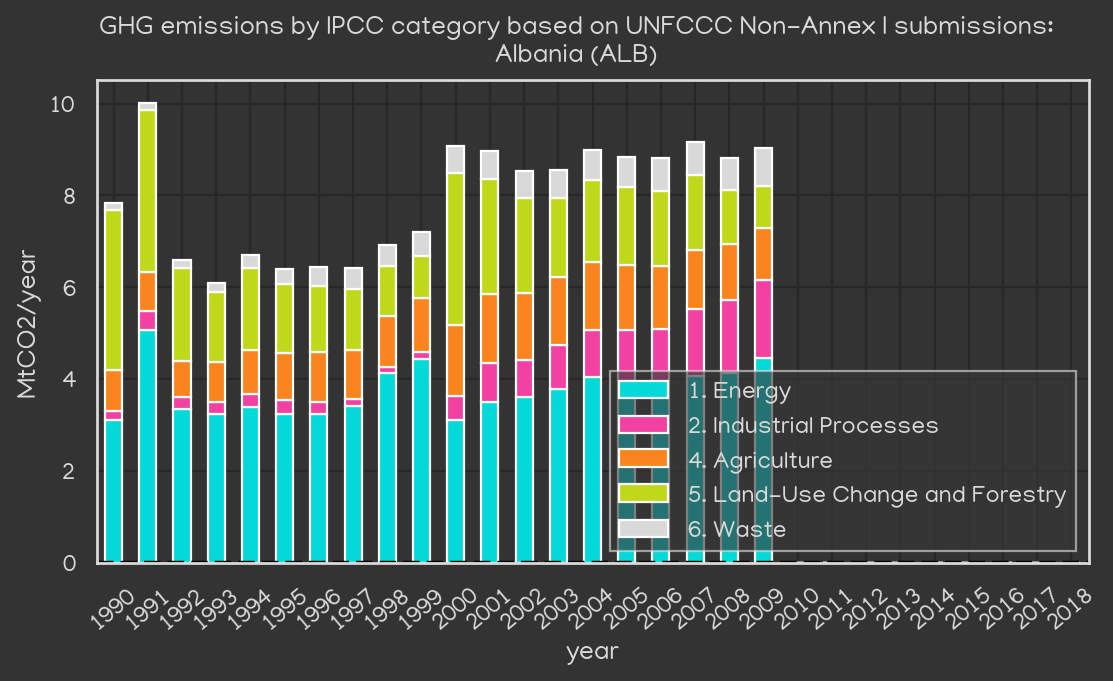 GHG emissions by IPCC category based on UNFCCC Non-Annex I submissions:
Albania (ALB)
MtCO2/year
10
8
6
4
2
0
1. Energy
2. Industrial Processes
4. Agriculture
5. Land-Use Change and Forestry
6. Waste
1990 1991 1992 1993 1994 1995 1996 1997 1998 1999 2000 2001 2002 2003 2004 2005 2006 2007 2008 2009 2010 2011 2012 2013 2014 2015 2016 2017 2018
year